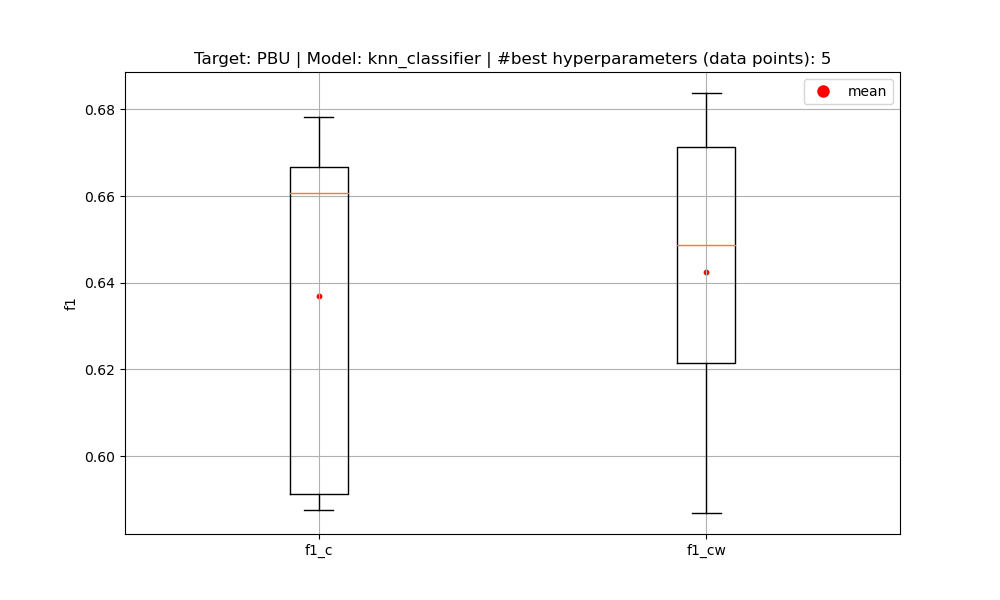 Target: PBU | Model: knn_classifier | #best hyperparameters (data points): 5
mean
0.68
0.66
0.64
0.62
0.60
f1
f1_c
f1_cw